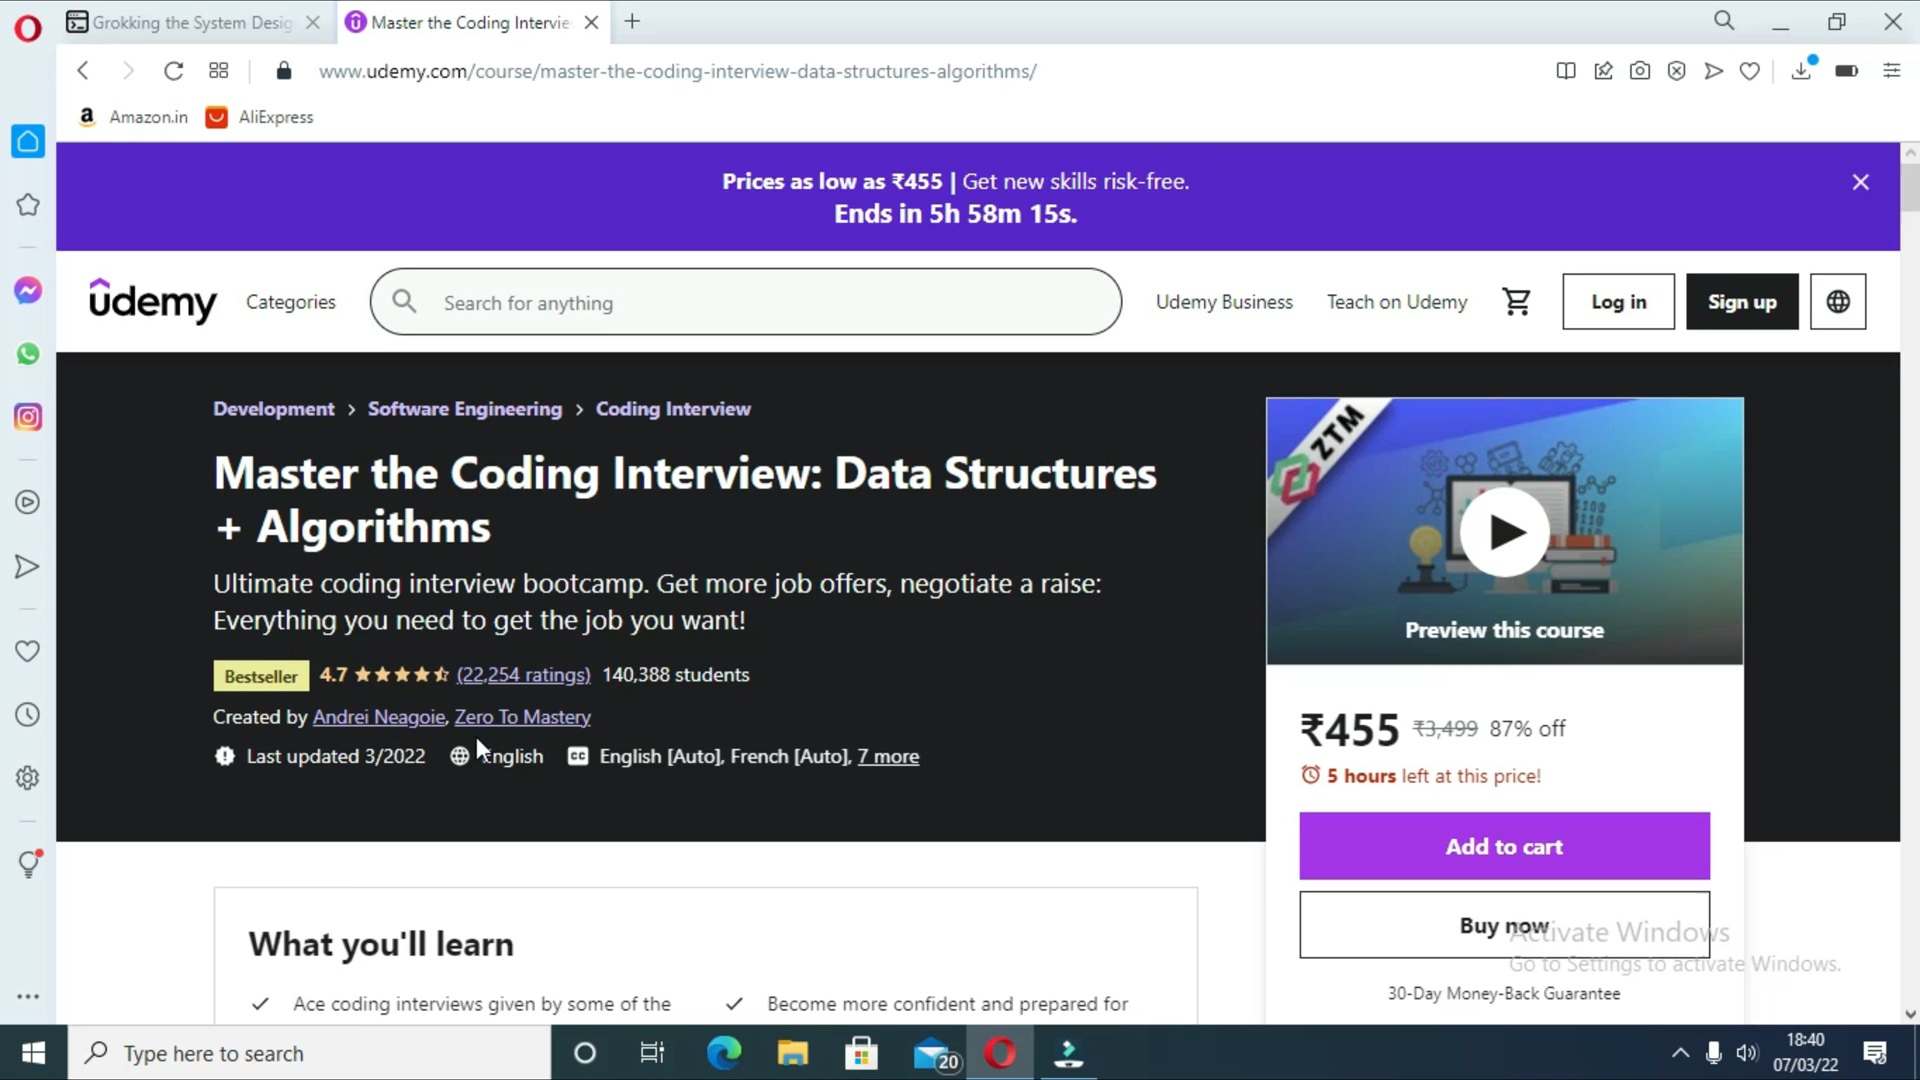 Grokking the System Desig
Master the Coding Intervie
www.udemy.com/course/master-the-coding-interview-data-structures-algorithms/
a Amazon.in AliExpress
Prices as low as ₹455 | Get new skills risk-free.
Ends in 5h 58m 15s.
ûdemy
Categories
Search for anything
Udemy Business
Teach on Udemy
Log in
Sign up
Development > Software Engineering > Coding Interview
Master the Coding Interview: Data Structures
+ Algorithms
Ultimate coding interview bootcamp. Get more job offers, negotiate a raise:
Everything you need to get the job you want!
Bestseller 4.7 (22,254 ratings) 140,388 students
Created by Andrei Neagoie, Zero To Mastery
Last updated 3/2022 English CC English [Auto], French [Auto], 7 more
ZTM
Preview this course
₹455 ₹3,499 87% off
5 hours left at this price!
Add to cart
Buy now
Activate Windows
Go to Settings to activate Windows.
30-Day Money-Back Guarantee
What you'll learn
Ace coding interviews given by some of the
Become more confident and prepared for
Type here to search
20
18:40
07/03/22